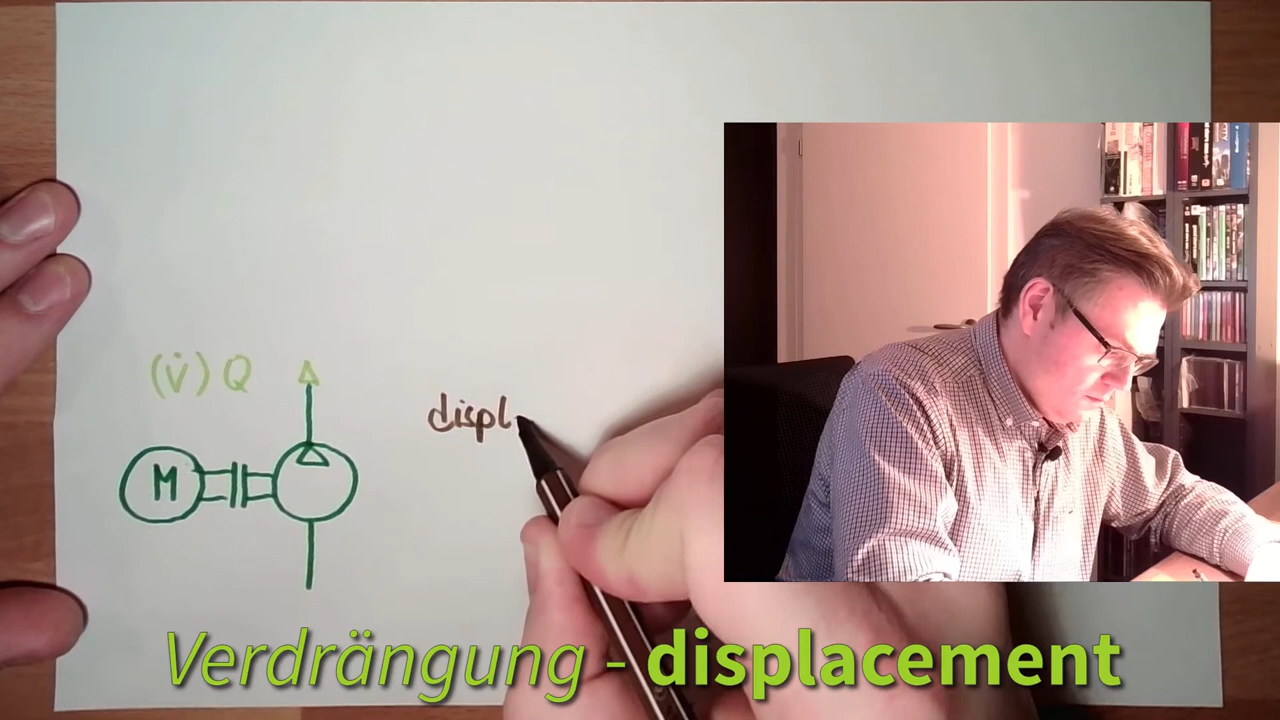 (V̇) Q
displ
M
Verdrängung - displacement